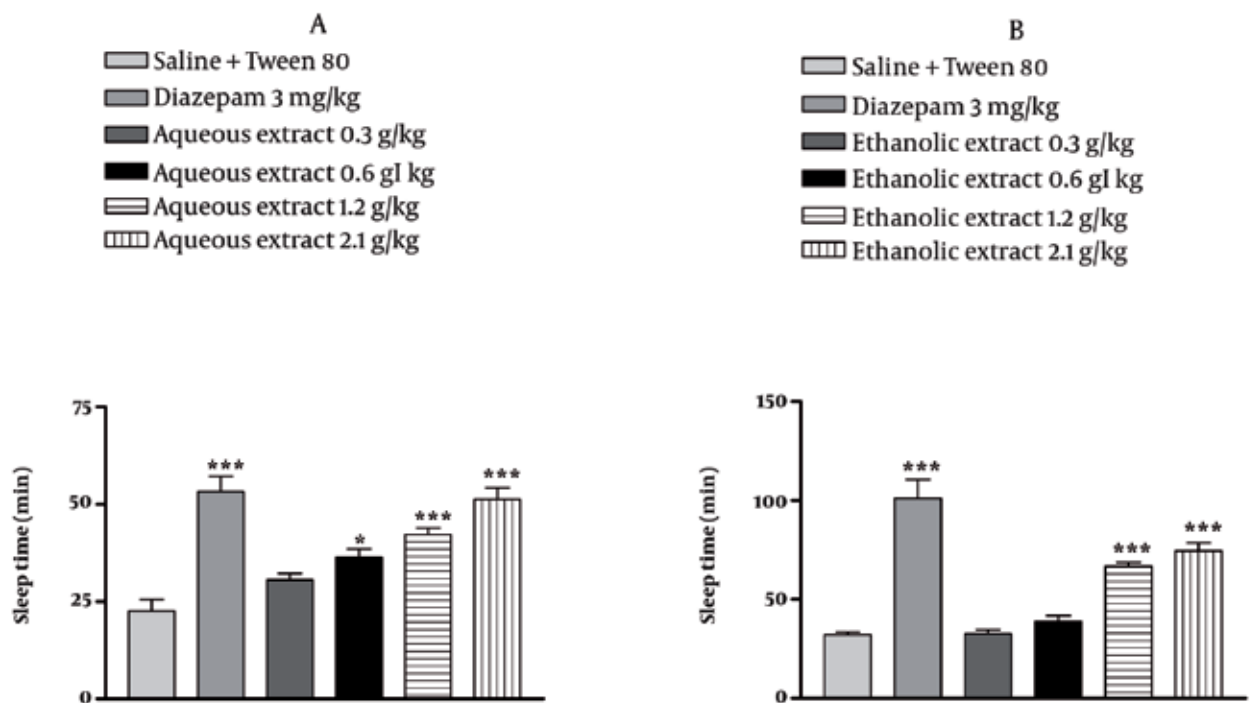 A
Saline + Tween 80
Diazepam 3 mg/kg
Aqueous extract 0.3 g/kg
Aqueous extract 0.6 gI kg
Aqueous extract 1.2 g/kg
Aqueous extract 2.1 g/kg
75
50
25
0
Sleep time (min)
***
*
***
***
B
Saline + Tween 80
Diazepam 3 mg/kg
Ethanolic extract 0.3 g/kg
Ethanolic extract 0.6 gI kg
Ethanolic extract 1.2 g/kg
Ethanolic extract 2.1 g/kg
150
100
50
0
Sleep time (min)
***
***
***